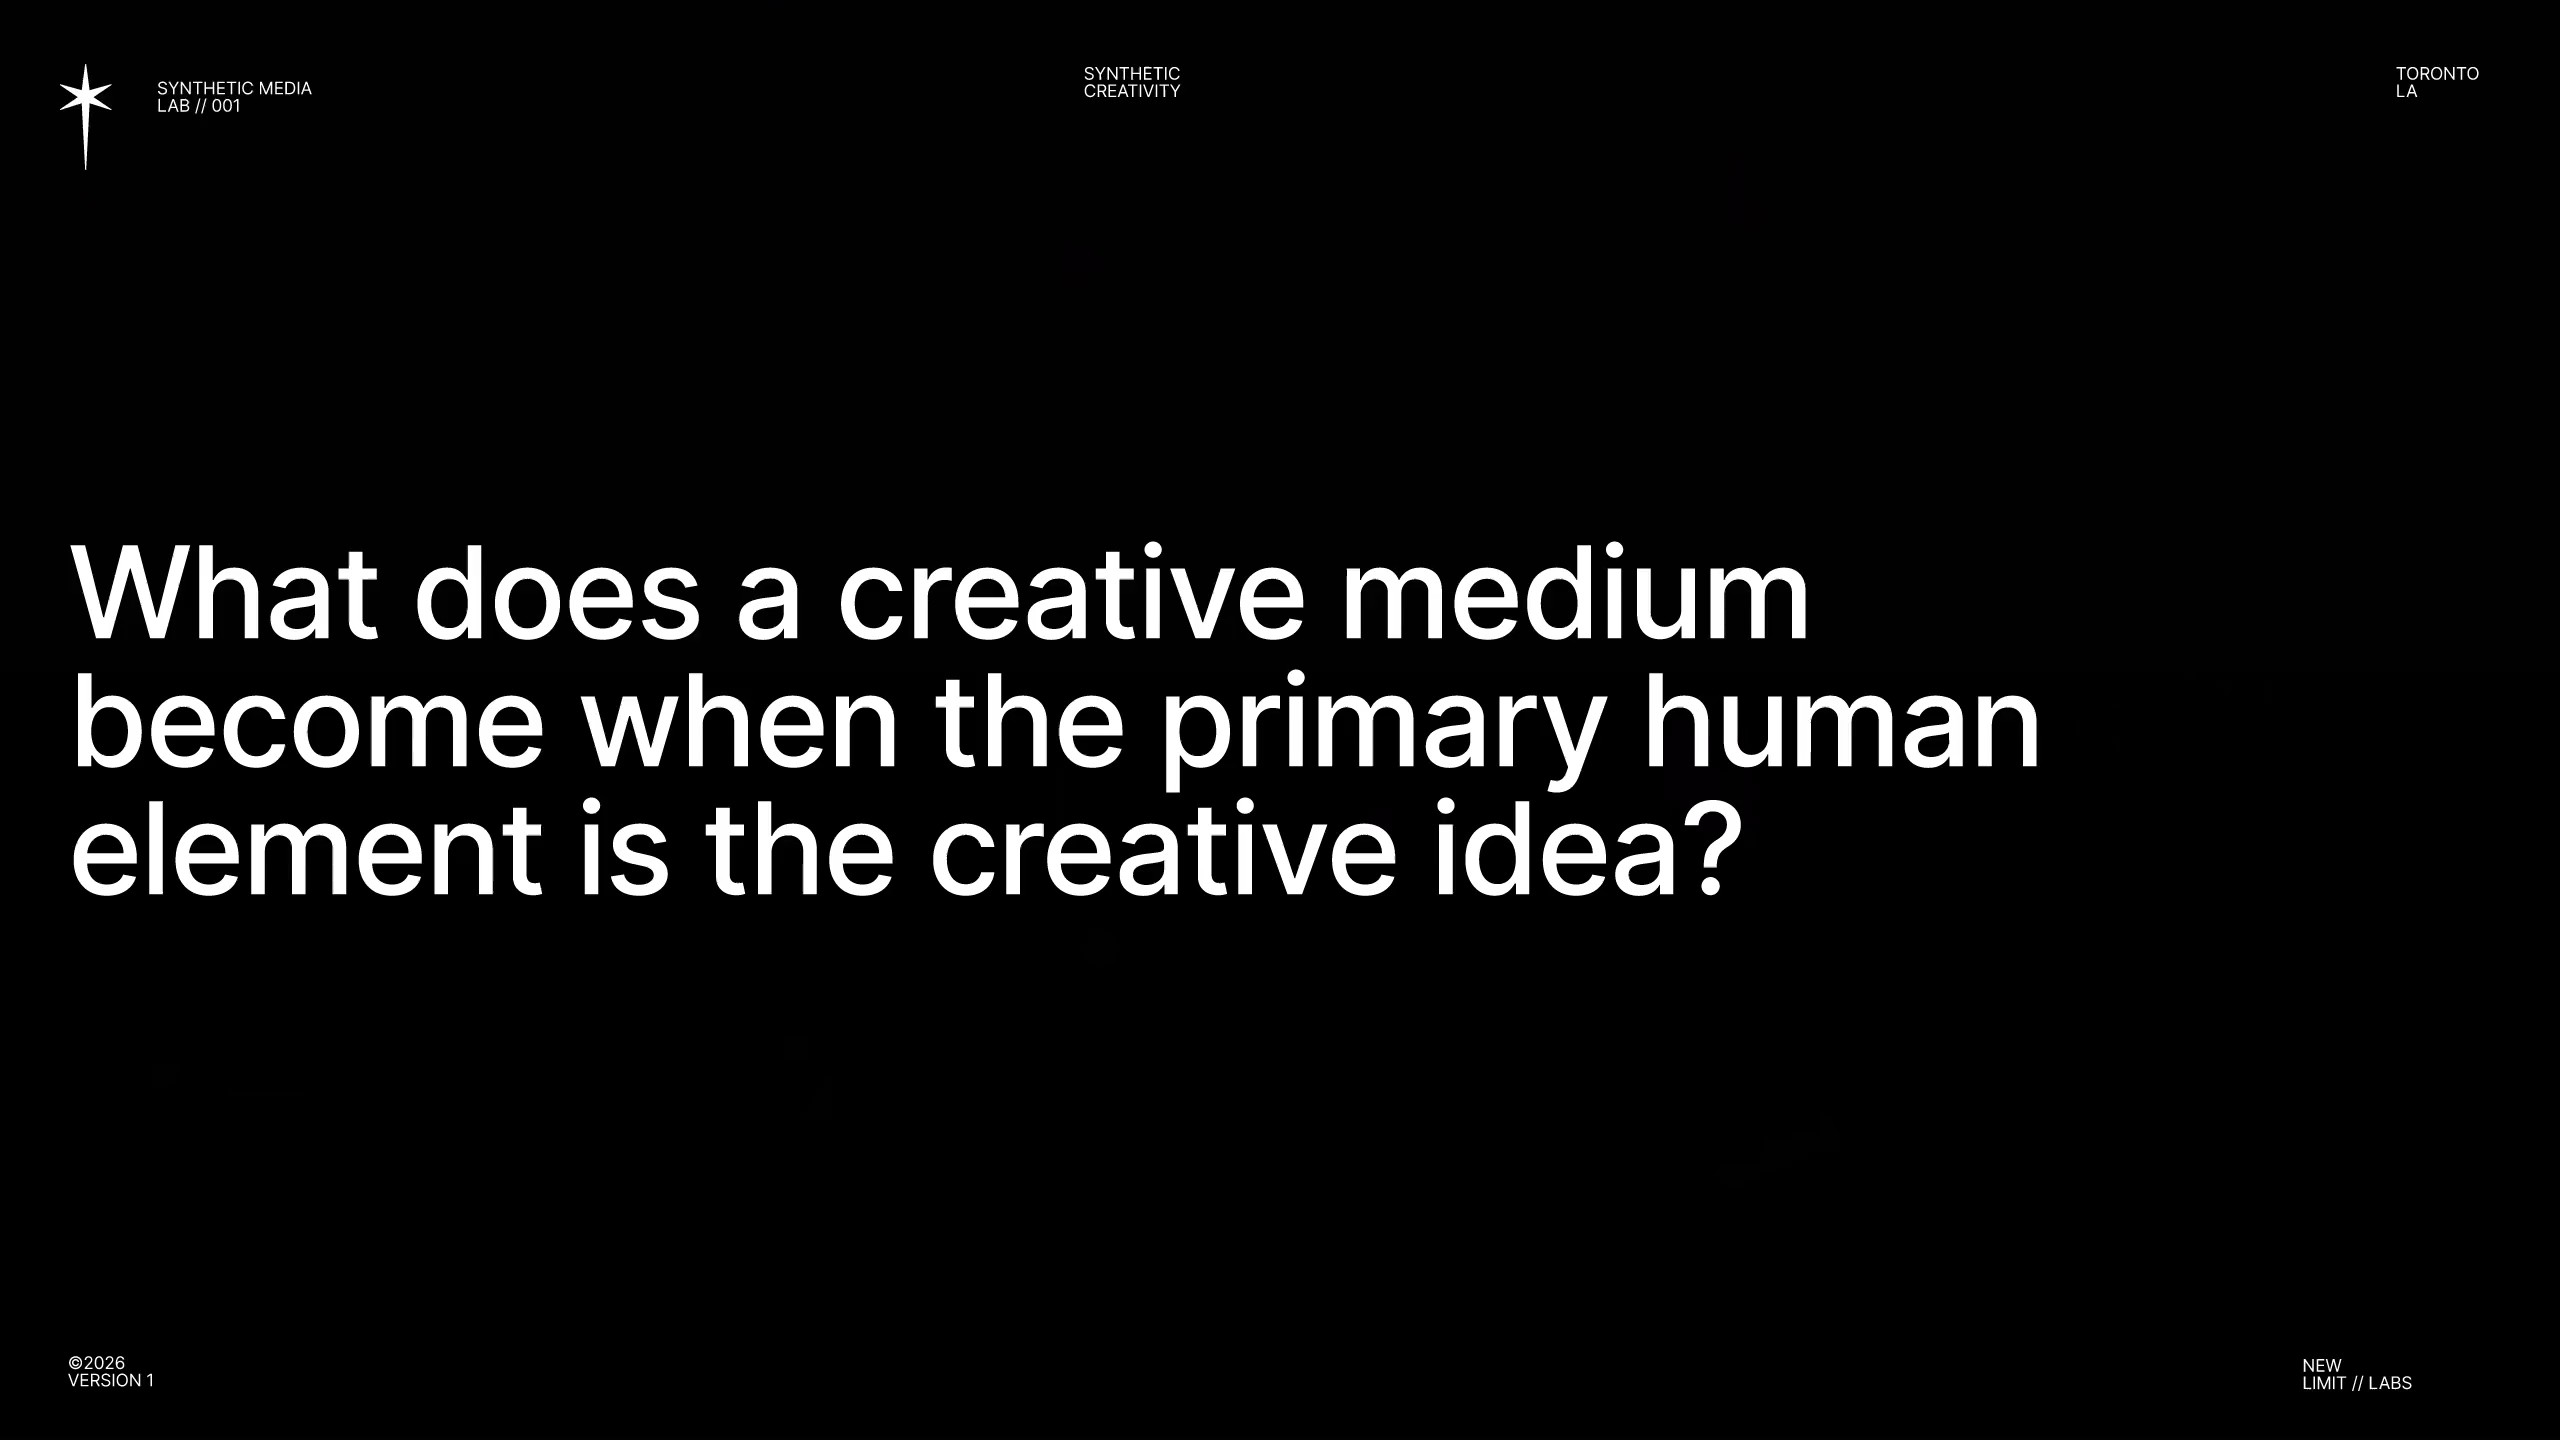 SYNTHETIC MEDIA
LAB // 001
SYNTHETIC
CREATIVITY
TORONTO
LA
What does a creative medium
become when the primary human
element is the creative idea?
©2026
VERSION 1
NEW
LIMIT // LABS